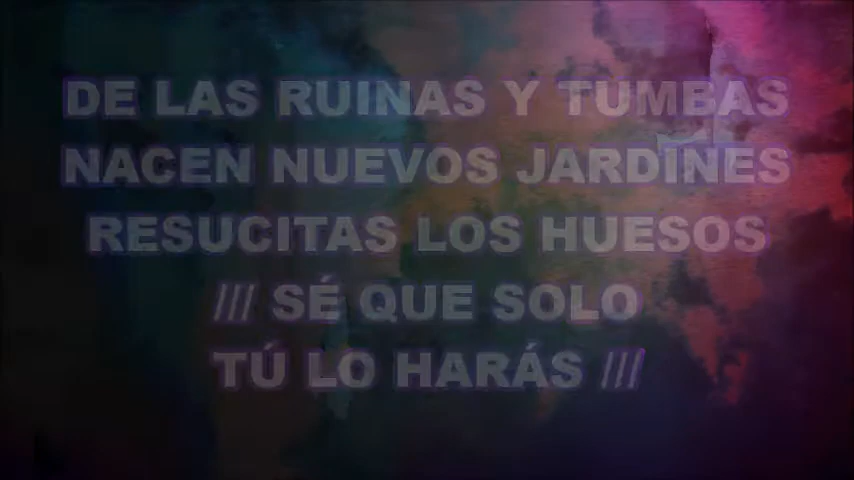 DE LAS RUINAS Y TUMBAS
NACEN NUEVOS JARDINES
RESUCITAS LOS HUESOS
/// SÉ QUE SOLO
TÚ LO HARÁS ///